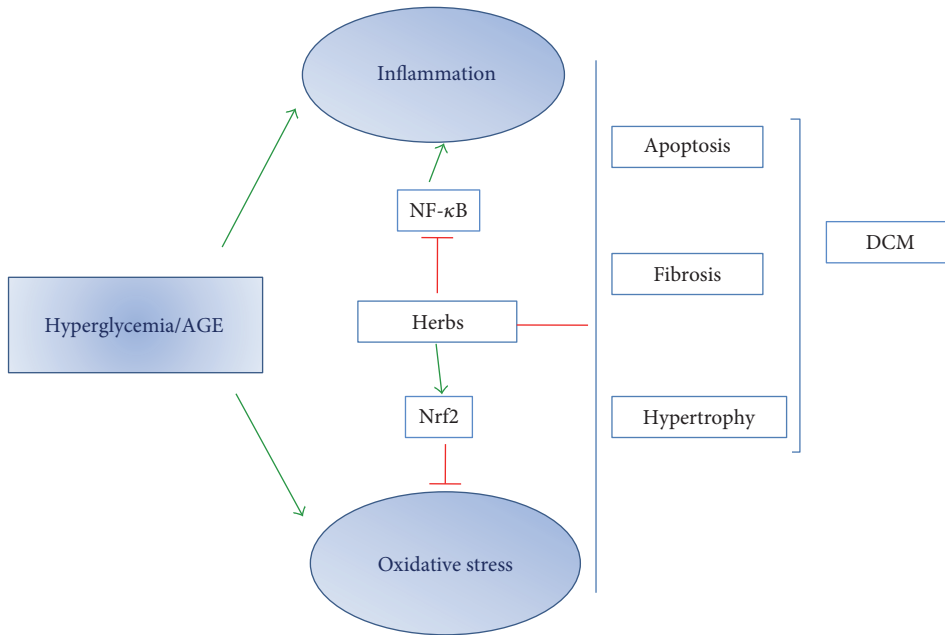 Inflammation
Apoptosis
NF-κB
DCM
Fibrosis
Hyperglycemia/AGE
Herbs
Nrf2
Hypertrophy
Oxidative stress